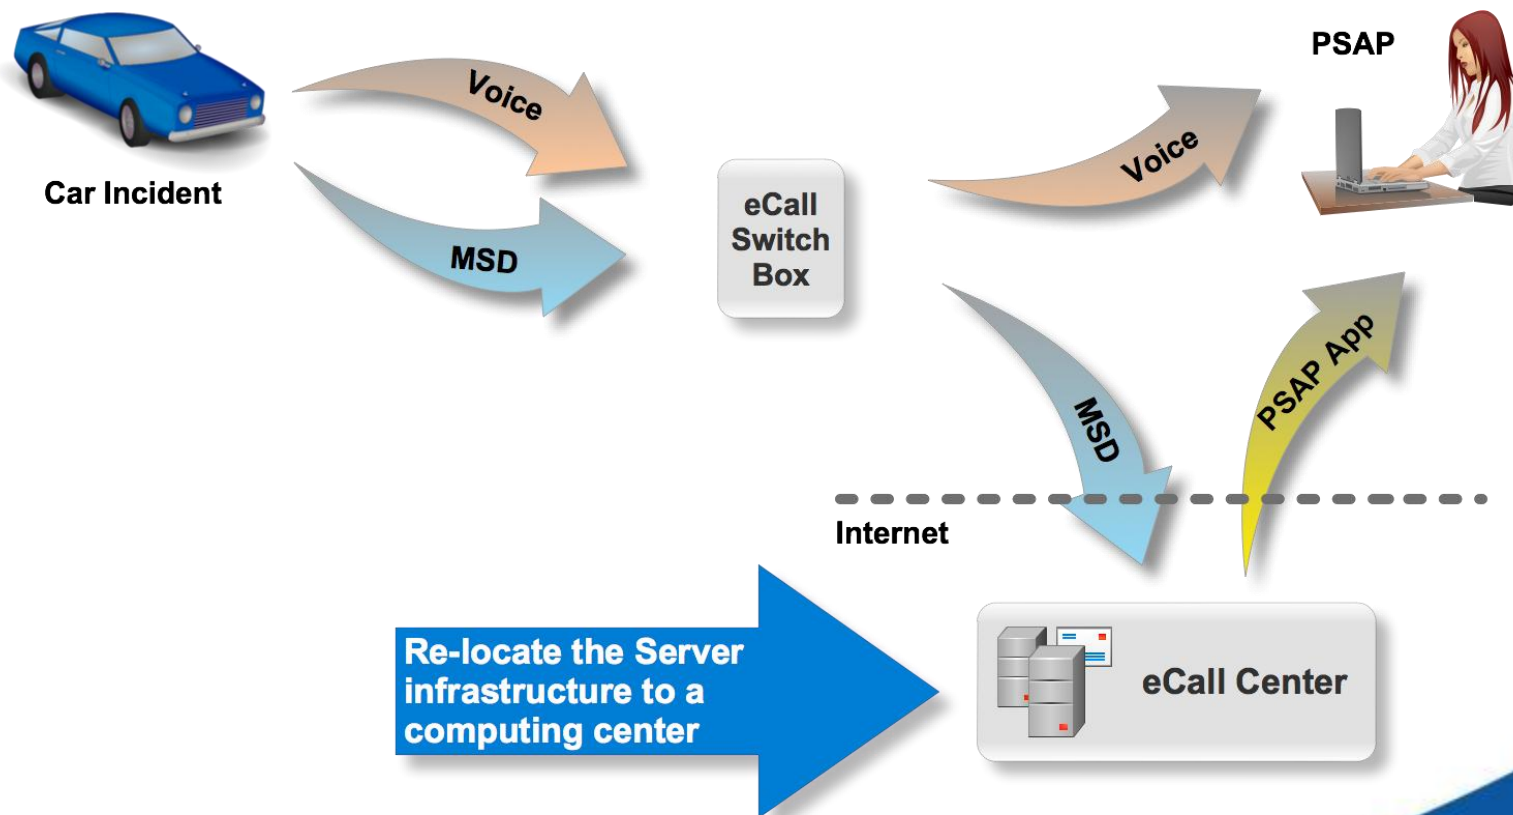 PSAP
Voice
Voice
Car Incident
eCall
Switch
Box
MSD
PSAP App
MSD
Internet
Re-locate the Server
infrastructure to a
computing center
eCall Center